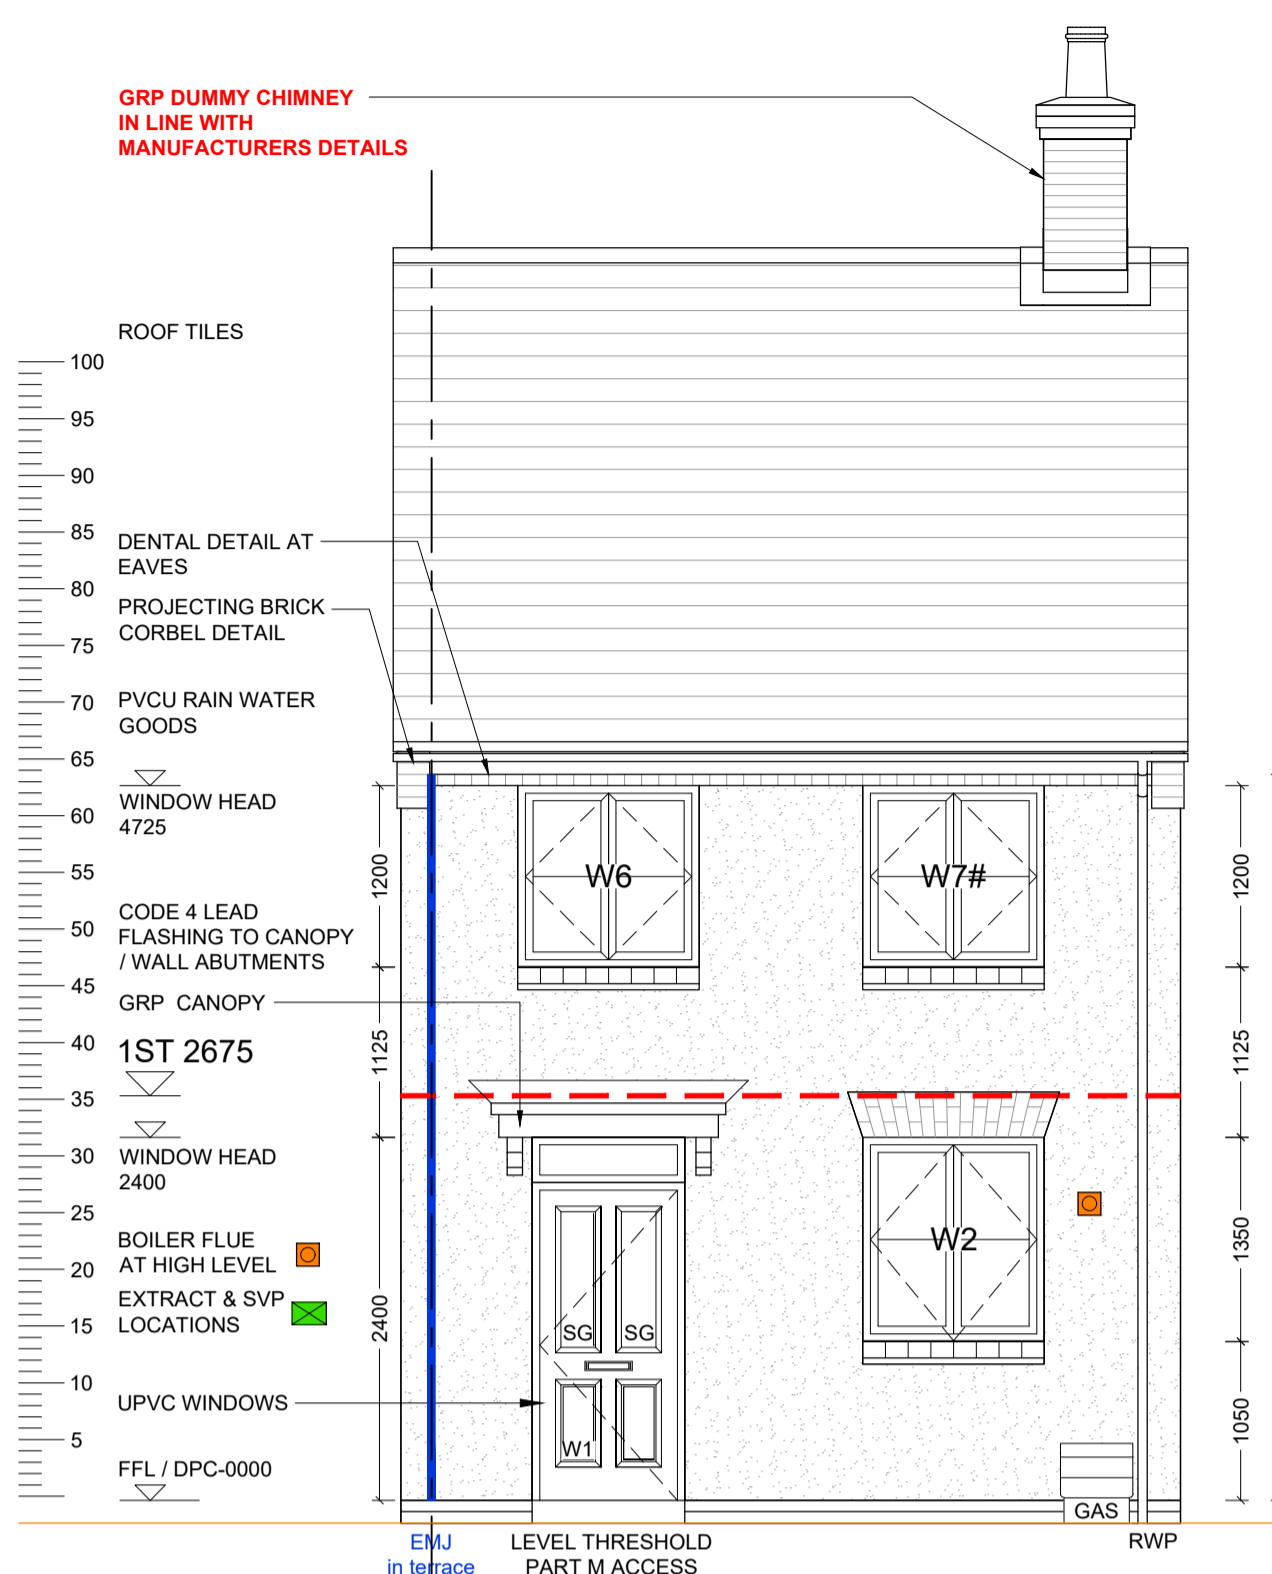 GRP DUMMY CHIMNEY
IN LINE WITH
MANUFACTURERS DETAILS
ROOF TILES
100
95
90
85
DENTAL DETAIL AT
EAVES
80
PROJECTING BRICK
CORBEL DETAIL
75
70
PVCU RAIN WATER
GOODS
65
WINDOW HEAD
4725
60
55
1200
W6
W7#
1200
CODE 4 LEAD
FLASHING TO CANOPY
/ WALL ABUTMENTS
50
45
GRP CANOPY
40
1ST 2675
1125
1125
35
30
WINDOW HEAD
2400
25
BOILER FLUE
AT HIGH LEVEL
20
W2
1350
EXTRACT & SVP
LOCATIONS
15
2400
SG
SG
10
UPVC WINDOWS
5
W1
1050
FFL / DPC-0000
GAS
EMJ
in terrace
LEVEL THRESHOLD
PART M ACCESS
RWP